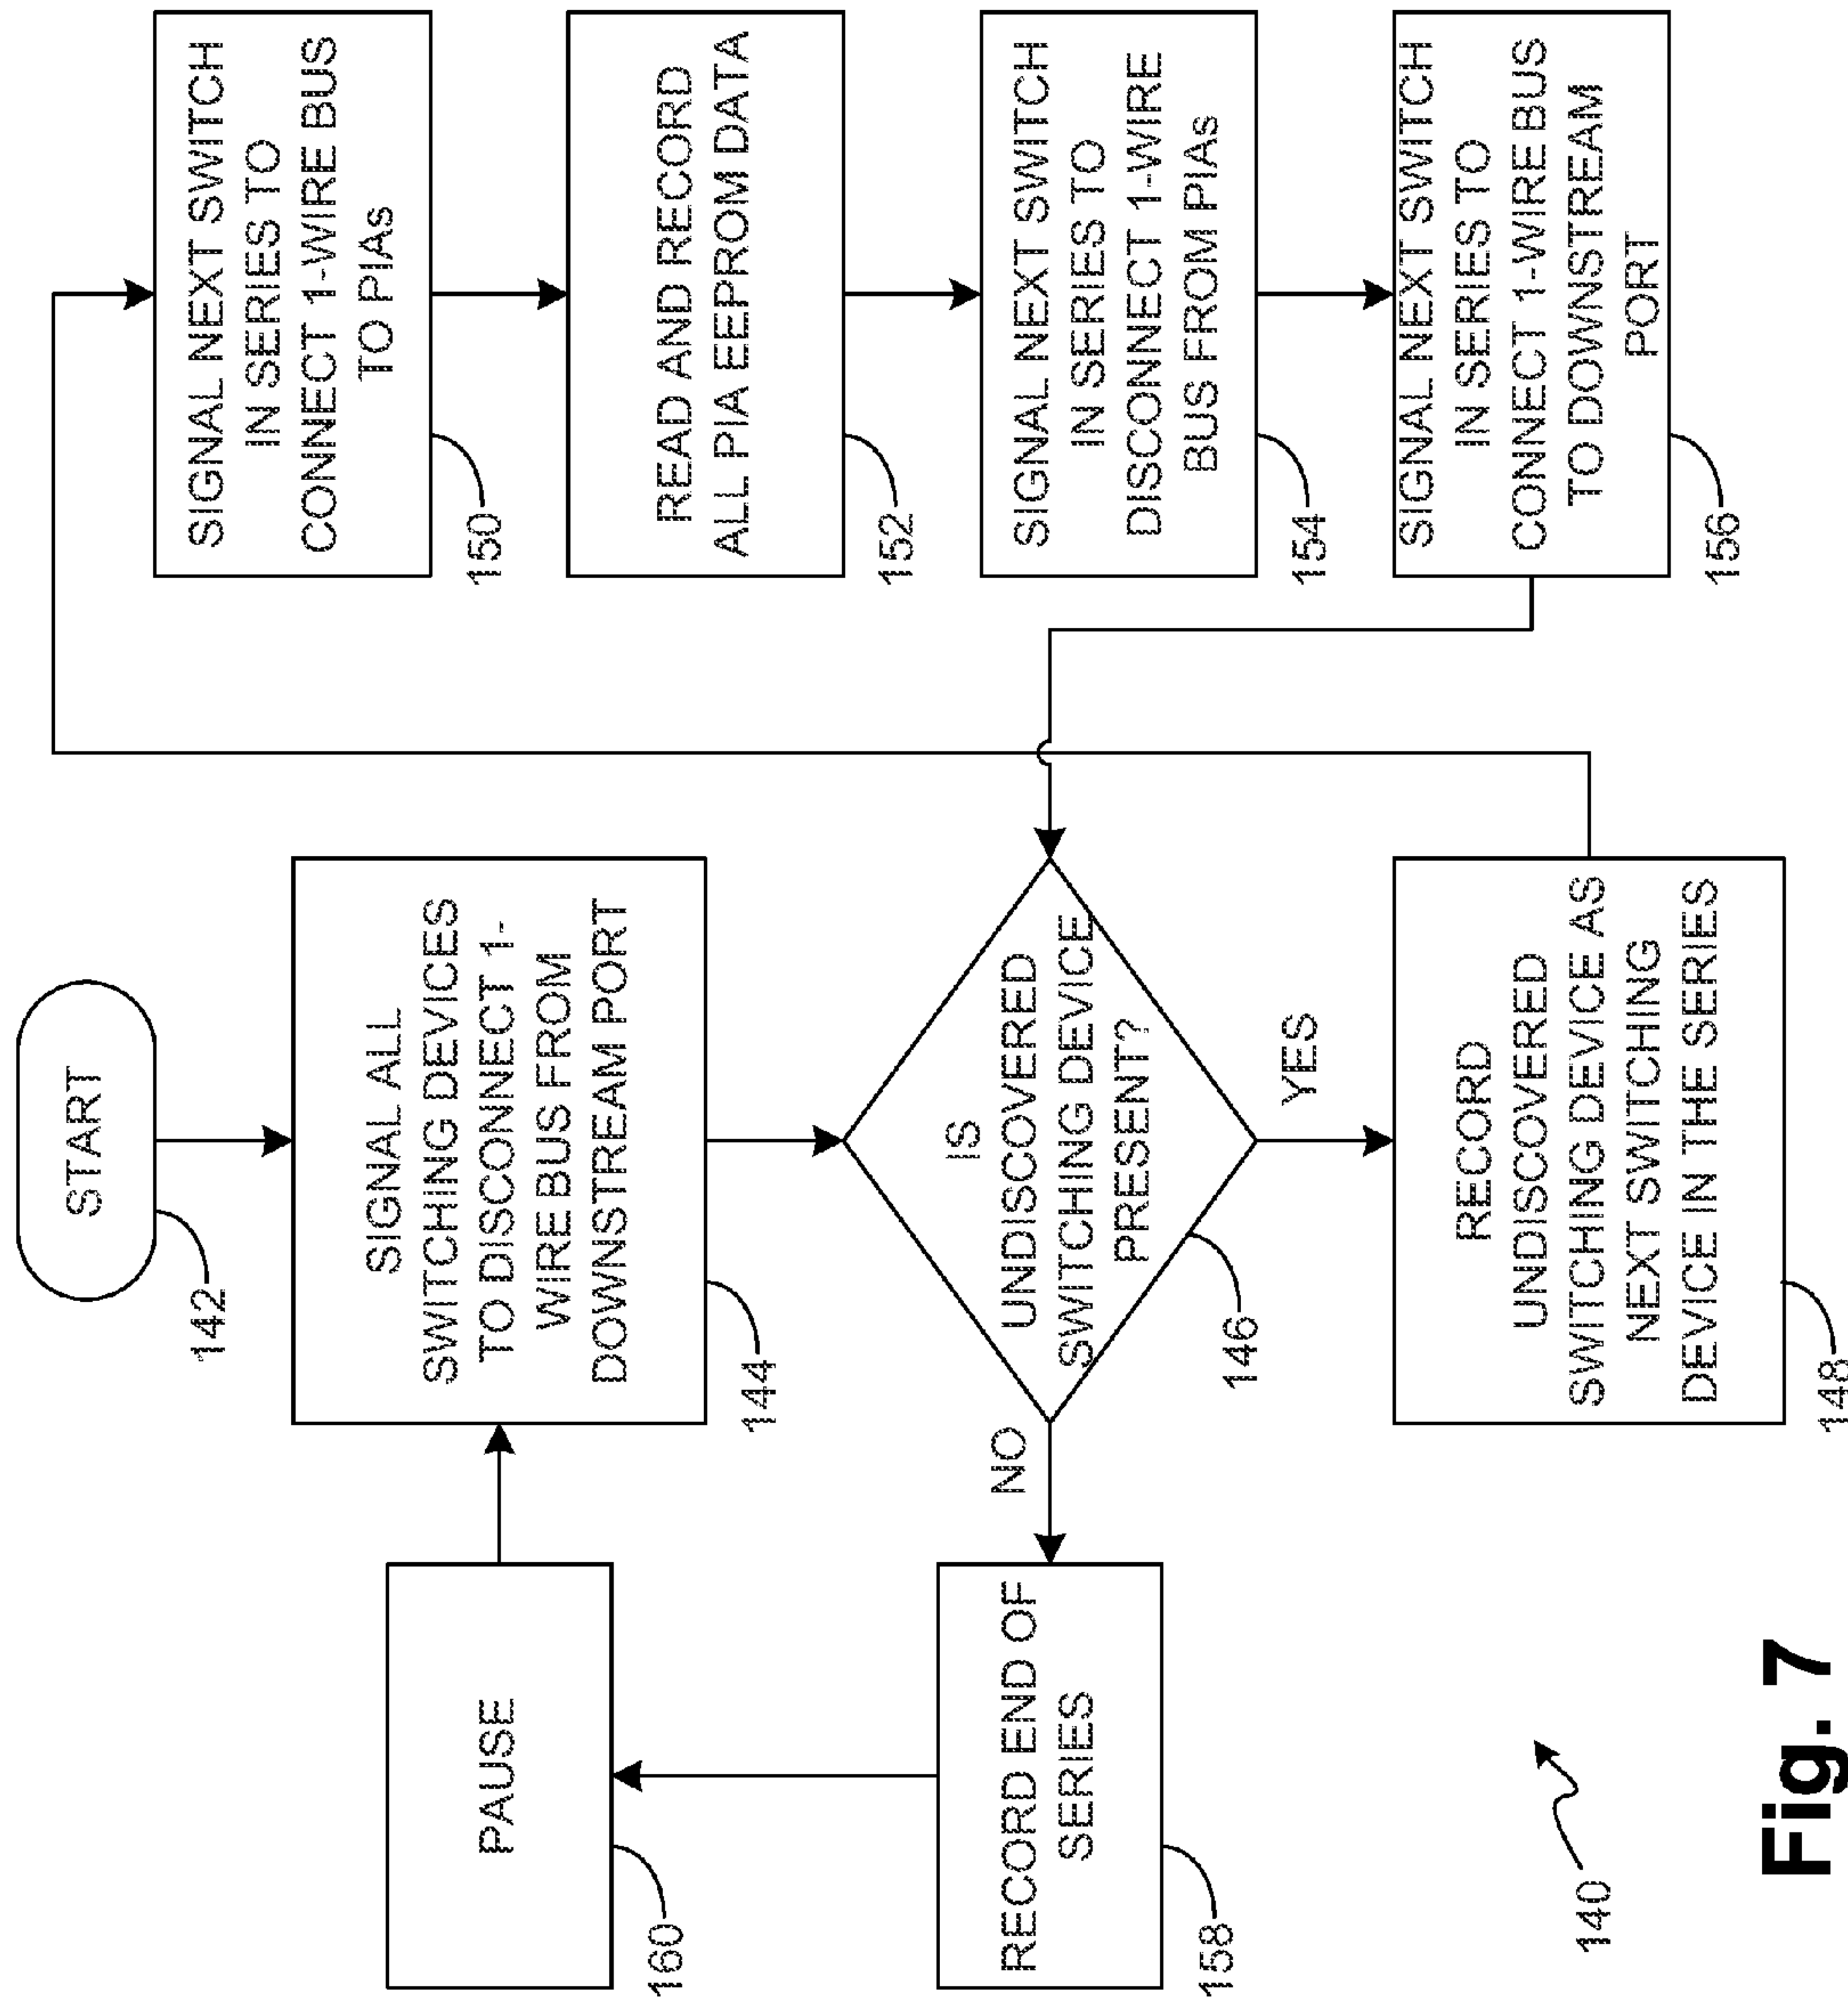 START
142
SIGNAL ALL
SWITCHING DEVICES
TO DISCONNECT 1-
WIRE BUS FROM
DOWNSTREAM PORT
144
IS
UNDISCOVERED
SWITCHING DEVICE
PRESENT?
146
YES
NO
RECORD
UNDISCOVERED
SWITCHING DEVICE AS
NEXT SWITCHING
DEVICE IN THE SERIES
148
SIGNAL NEXT SWITCH
IN SERIES TO
CONNECT 1-WIRE BUS
TO PIAs
150
READ AND RECORD
ALL PIA EEPROM DATA
152
SIGNAL NEXT SWITCH
IN SERIES TO
DISCONNECT 1-WIRE
BUS FROM PIAs
154
SIGNAL NEXT SWITCH
IN SERIES TO
CONNECT 1-WIRE BUS
TO DOWNSTREAM
PORT
156
RECORD END OF
SERIES
158
PAUSE
160
140
Fig. 7